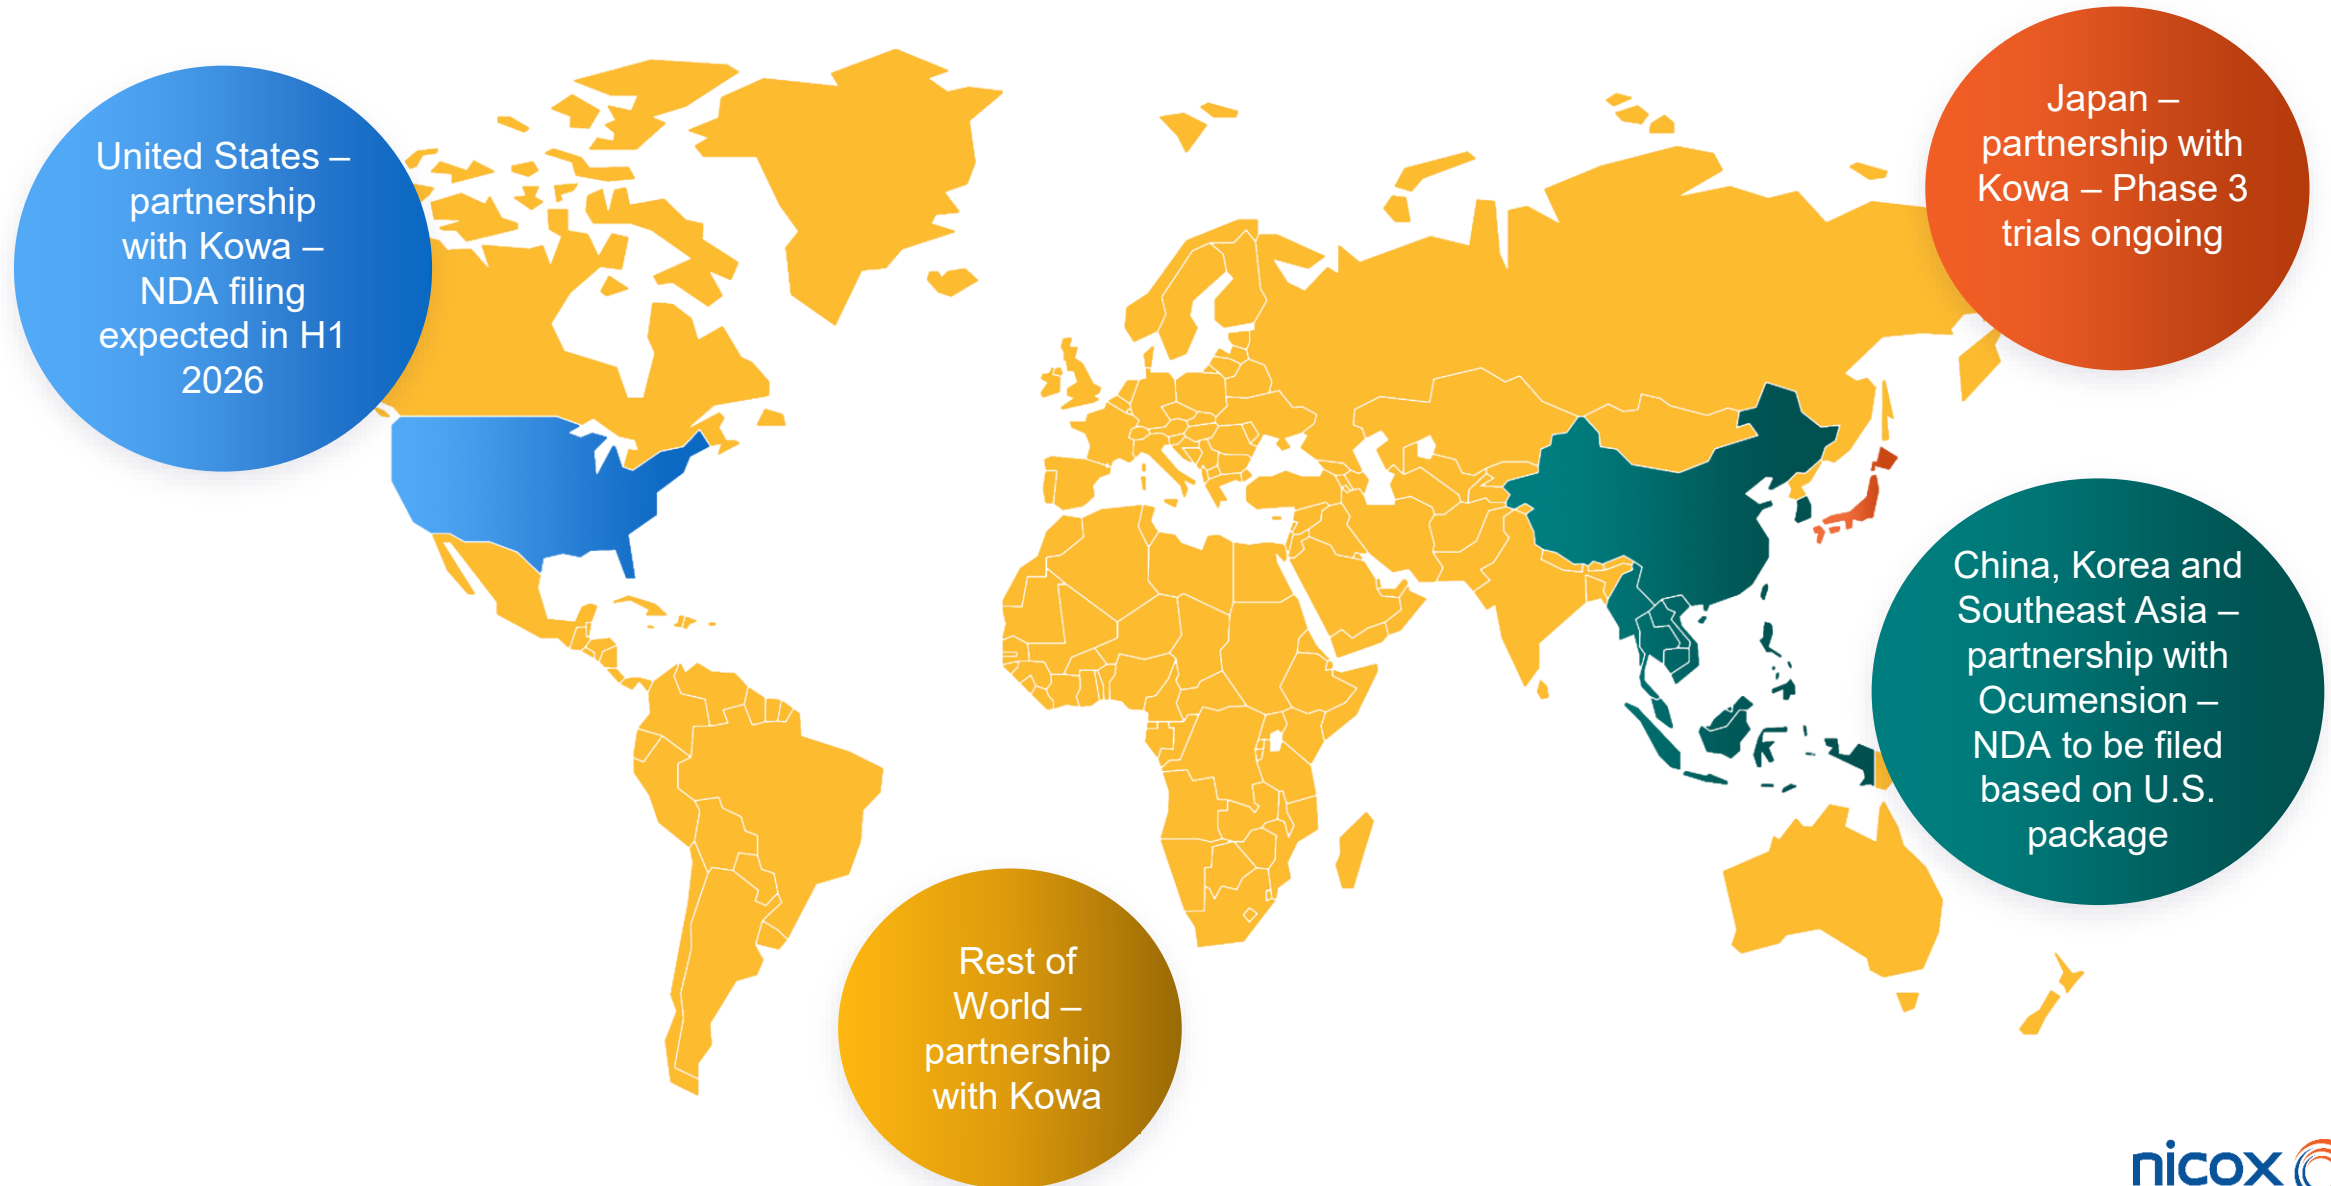 United States –
partnership
with Kowa –
NDA filing
expected in H1
2026
Japan –
partnership with
Kowa – Phase 3
trials ongoing
China, Korea and
Southeast Asia –
partnership with
Ocumension –
NDA to be filed
based on U.S.
package
Rest of
World –
partnership
with Kowa
nicox